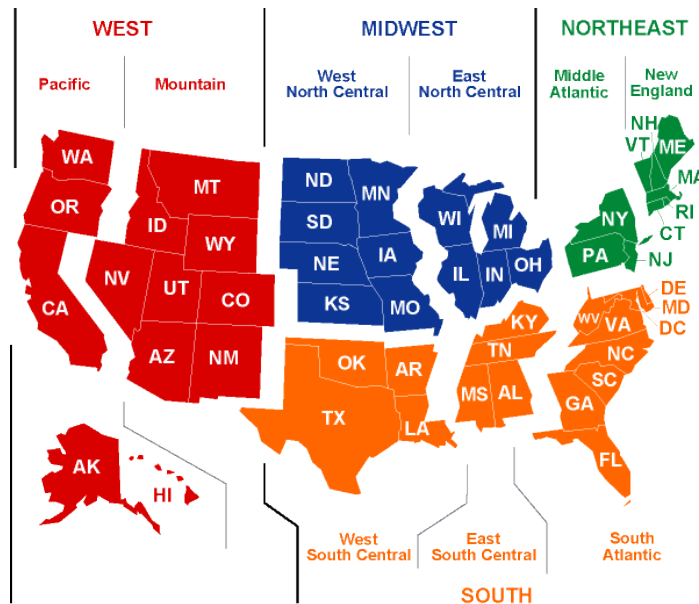 WEST
MIDWEST
NORTHEAST
Pacific
Mountain
West
North Central
East
North Central
Middle
Atlantic
New
England
WA
OR
CA
MT
ID
WY
NV
UT
CO
AZ
NM
AK
HI
ND
SD
NE
KS
MN
IA
MO
WI
MI
IL
IN
OH
NH
VT
ME
MA
RI
CT
NY
PA
NJ
OK
TX
AR
LA
KY
TN
MS
AL
DE
MD
DC
WV
VA
NC
SC
GA
FL
West
South Central
East
South Central
South
Atlantic
SOUTH